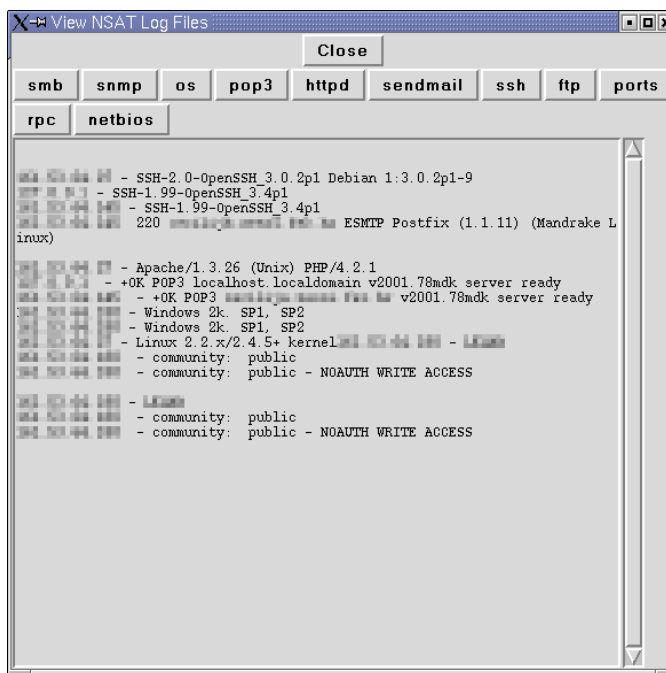 View NSAT Log Files
Close
smb snmp os pop3 httpd sendmail ssh ftp ports
rpc netbios
- SSH-2.0-OpenSSH_3.0.2p1 Debian 1:3.0.2p1-9
- SSH-1.99-OpenSSH_3.4p1
- SSH-1.99-OpenSSH_3.4p1
220 ESMTP Postfix (1.1.11) (Mandrake L
inux)
- Apache/1.3.26 (Unix) PHP/4.2.1
- +OK POP3 localhost.localdomain v2001.78mdk server ready
- +OK POP3 v2001.78mdk server ready
- Windows 2k. SP1, SP2
- Windows 2k. SP1, SP2
- Linux 2.2.x/2.4.5+ kernel -
- community: public
- community: public - NOAUTH WRITE ACCESS
-
- community: public
- community: public - NOAUTH WRITE ACCESS